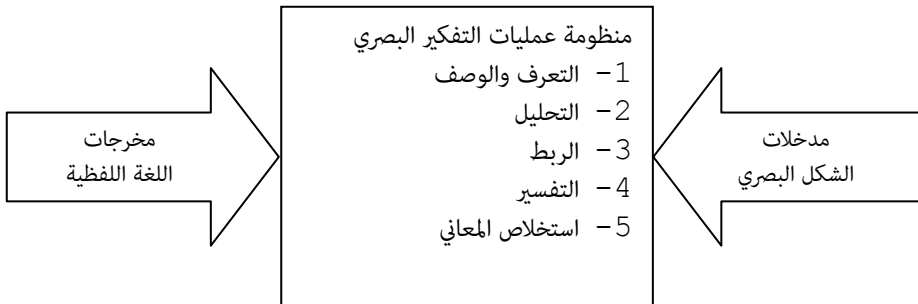 منظومة عمليات التفكير البصري
1- التعرف والوصف
2- التحليل
3- الربط
4- التفسير
5- استخلاص المعاني
مدخلات
الشكل البصري
مخرجات
اللغة اللفظية